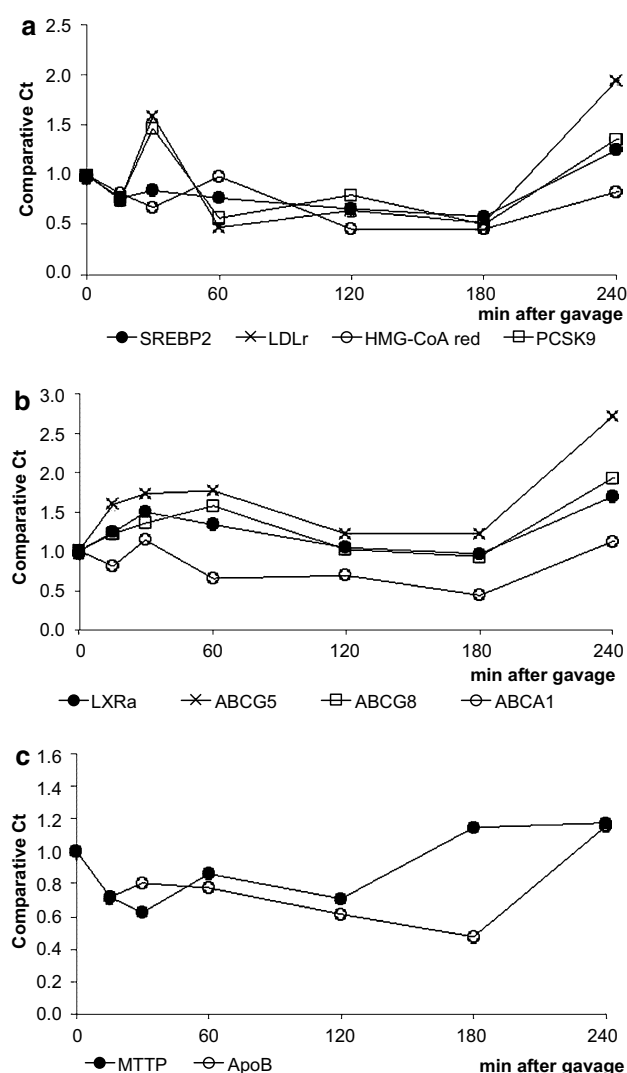 a
Comparative Ct
2.5
2.0
1.5
1.0
0.5
0.0
0 60 120 180 240
min after gavage
SREBP2 LDLr HMG-CoA red PCSK9
b
Comparative Ct
3.0
2.5
2.0
1.5
1.0
0.5
0.0
0 60 120 180 240
min after gavage
LXRa ABCG5 ABCG8 ABCA1
c
Comparative Ct
1.6
1.4
1.2
1.0
0.8
0.6
0.4
0.2
0.0
0 60 120 180 240
MTTP ApoB min after gavage